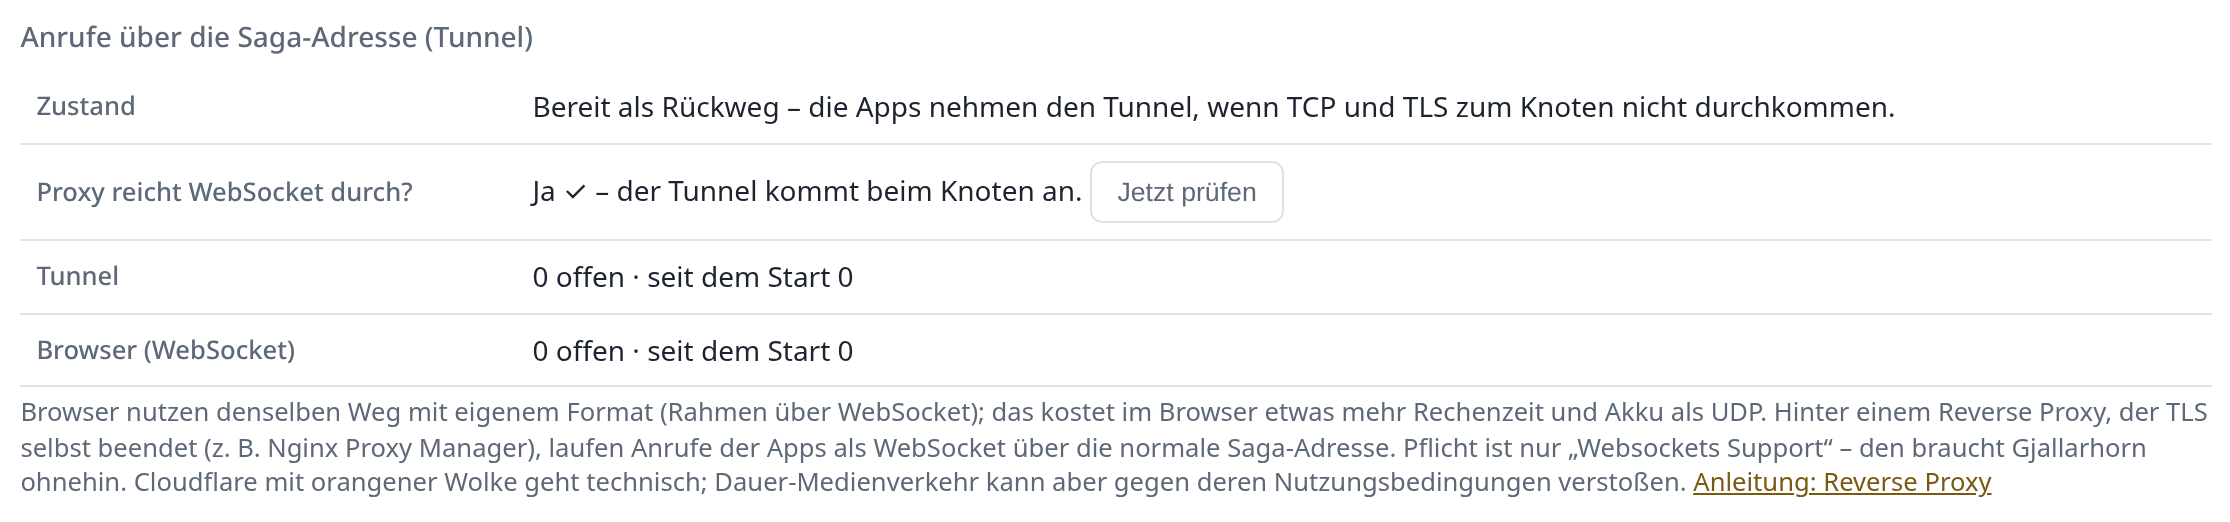 Anrufe über die Saga-Adresse (Tunnel)
Zustand
Bereit als Rückweg – die Apps nehmen den Tunnel, wenn TCP und TLS zum Knoten nicht durchkommen.
Proxy reicht WebSocket durch?
Ja ✓ – der Tunnel kommt beim Knoten an.
Jetzt prüfen
Tunnel
0 offen · seit dem Start 0
Browser (WebSocket)
0 offen · seit dem Start 0
Browser nutzen denselben Weg mit eigenem Format (Rahmen über WebSocket); das kostet im Browser etwas mehr Rechenzeit und Akku als UDP. Hinter einem Reverse Proxy, der TLS
selbst beendet (z. B. Nginx Proxy Manager), laufen Anrufe der Apps als WebSocket über die normale Saga-Adresse. Pflicht ist nur „Websockets Support“ – den braucht Gjallarhorn
ohnehin. Cloudflare mit orangener Wolke geht technisch; Dauer-Medienverkehr kann aber gegen deren Nutzungsbedingungen verstoßen. Anleitung: Reverse Proxy